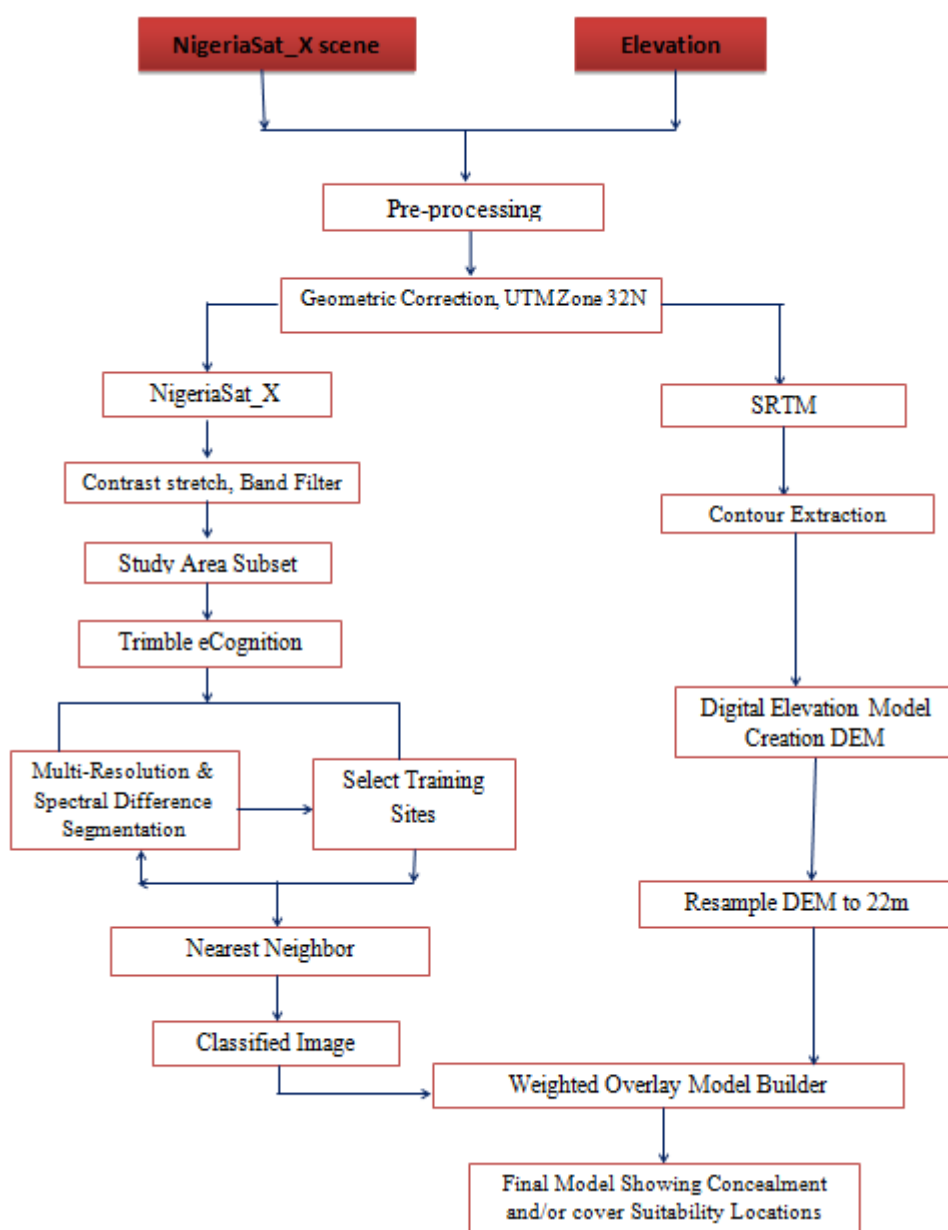 NigeriaSat_X scene
Elevation
Pre-processing
Geometric Correction, UTMZone 32N
NigeriaSat_X
SRTM
Contrast stretch, Band Filter
Contour Extraction
Study Area Subset
Trimble eCognition
Digital Elevation Model
Creation DEM
Multi-Resolution &
Spectral Difference
Segmentation
Select Training
Sites
Resample DEM to 22m
Nearest Neighbor
Classified Image
Weighted Overlay Model Builder
Final Model Showing Concealment
and/or cover Suitability Locations